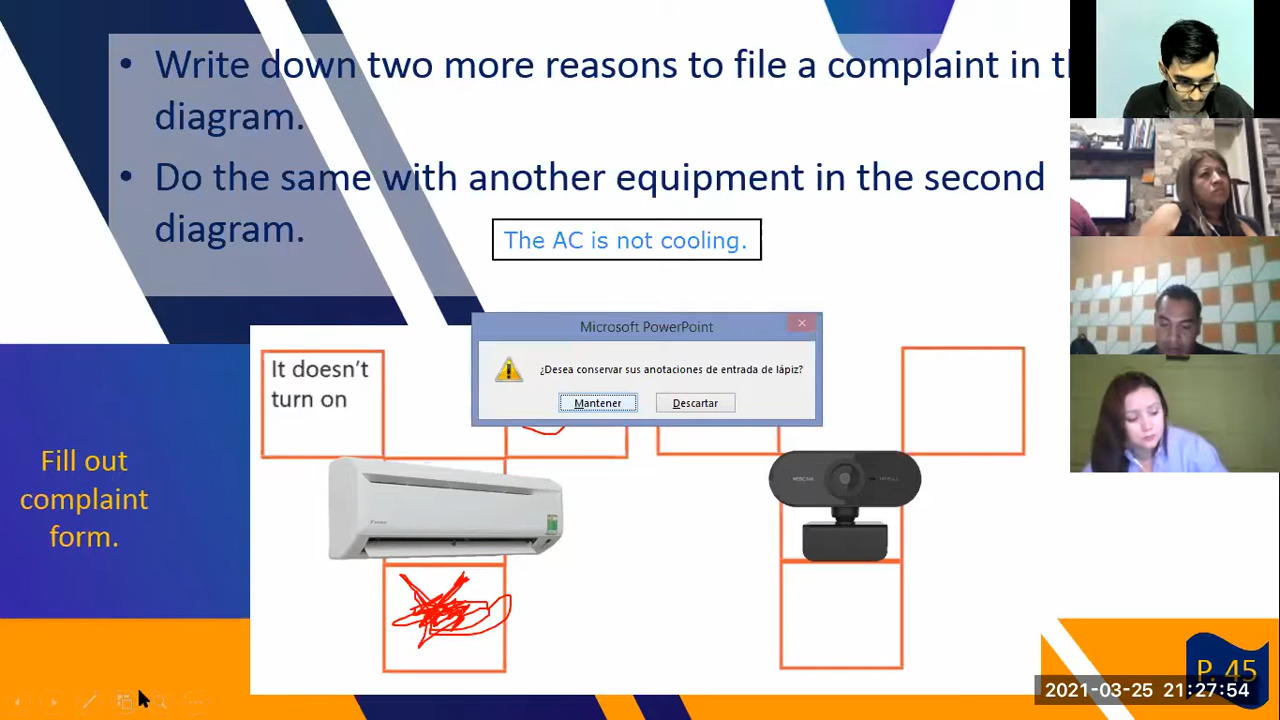 • Write down two more reasons to file a complaint in th
diagram.
• Do the same with another equipment in the second
diagram.
The AC is not cooling.
Microsoft PowerPoint
¿Desea conservar sus anotaciones de entrada de lápiz?
Mantener
Descartar
It doesn't
turn on
Fill out
complaint
form.
WEBCAM
P. 45
2021-03-25 21:27:54